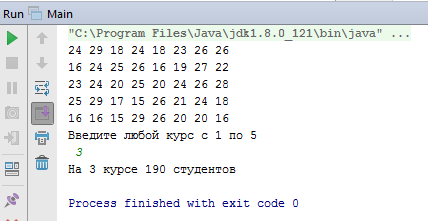 Run Main
"C:\Program Files\Java\jdk1.8.0_121\bin\java" ...
24 29 18 24 18 23 26 26
16 24 25 26 16 19 27 22
23 24 20 25 20 24 26 28
25 29 17 15 26 21 24 18
16 16 15 29 26 20 20 16
Введите любой курс с 1 по 5
3
На 3 курсе 190 студентов
Process finished with exit code 0